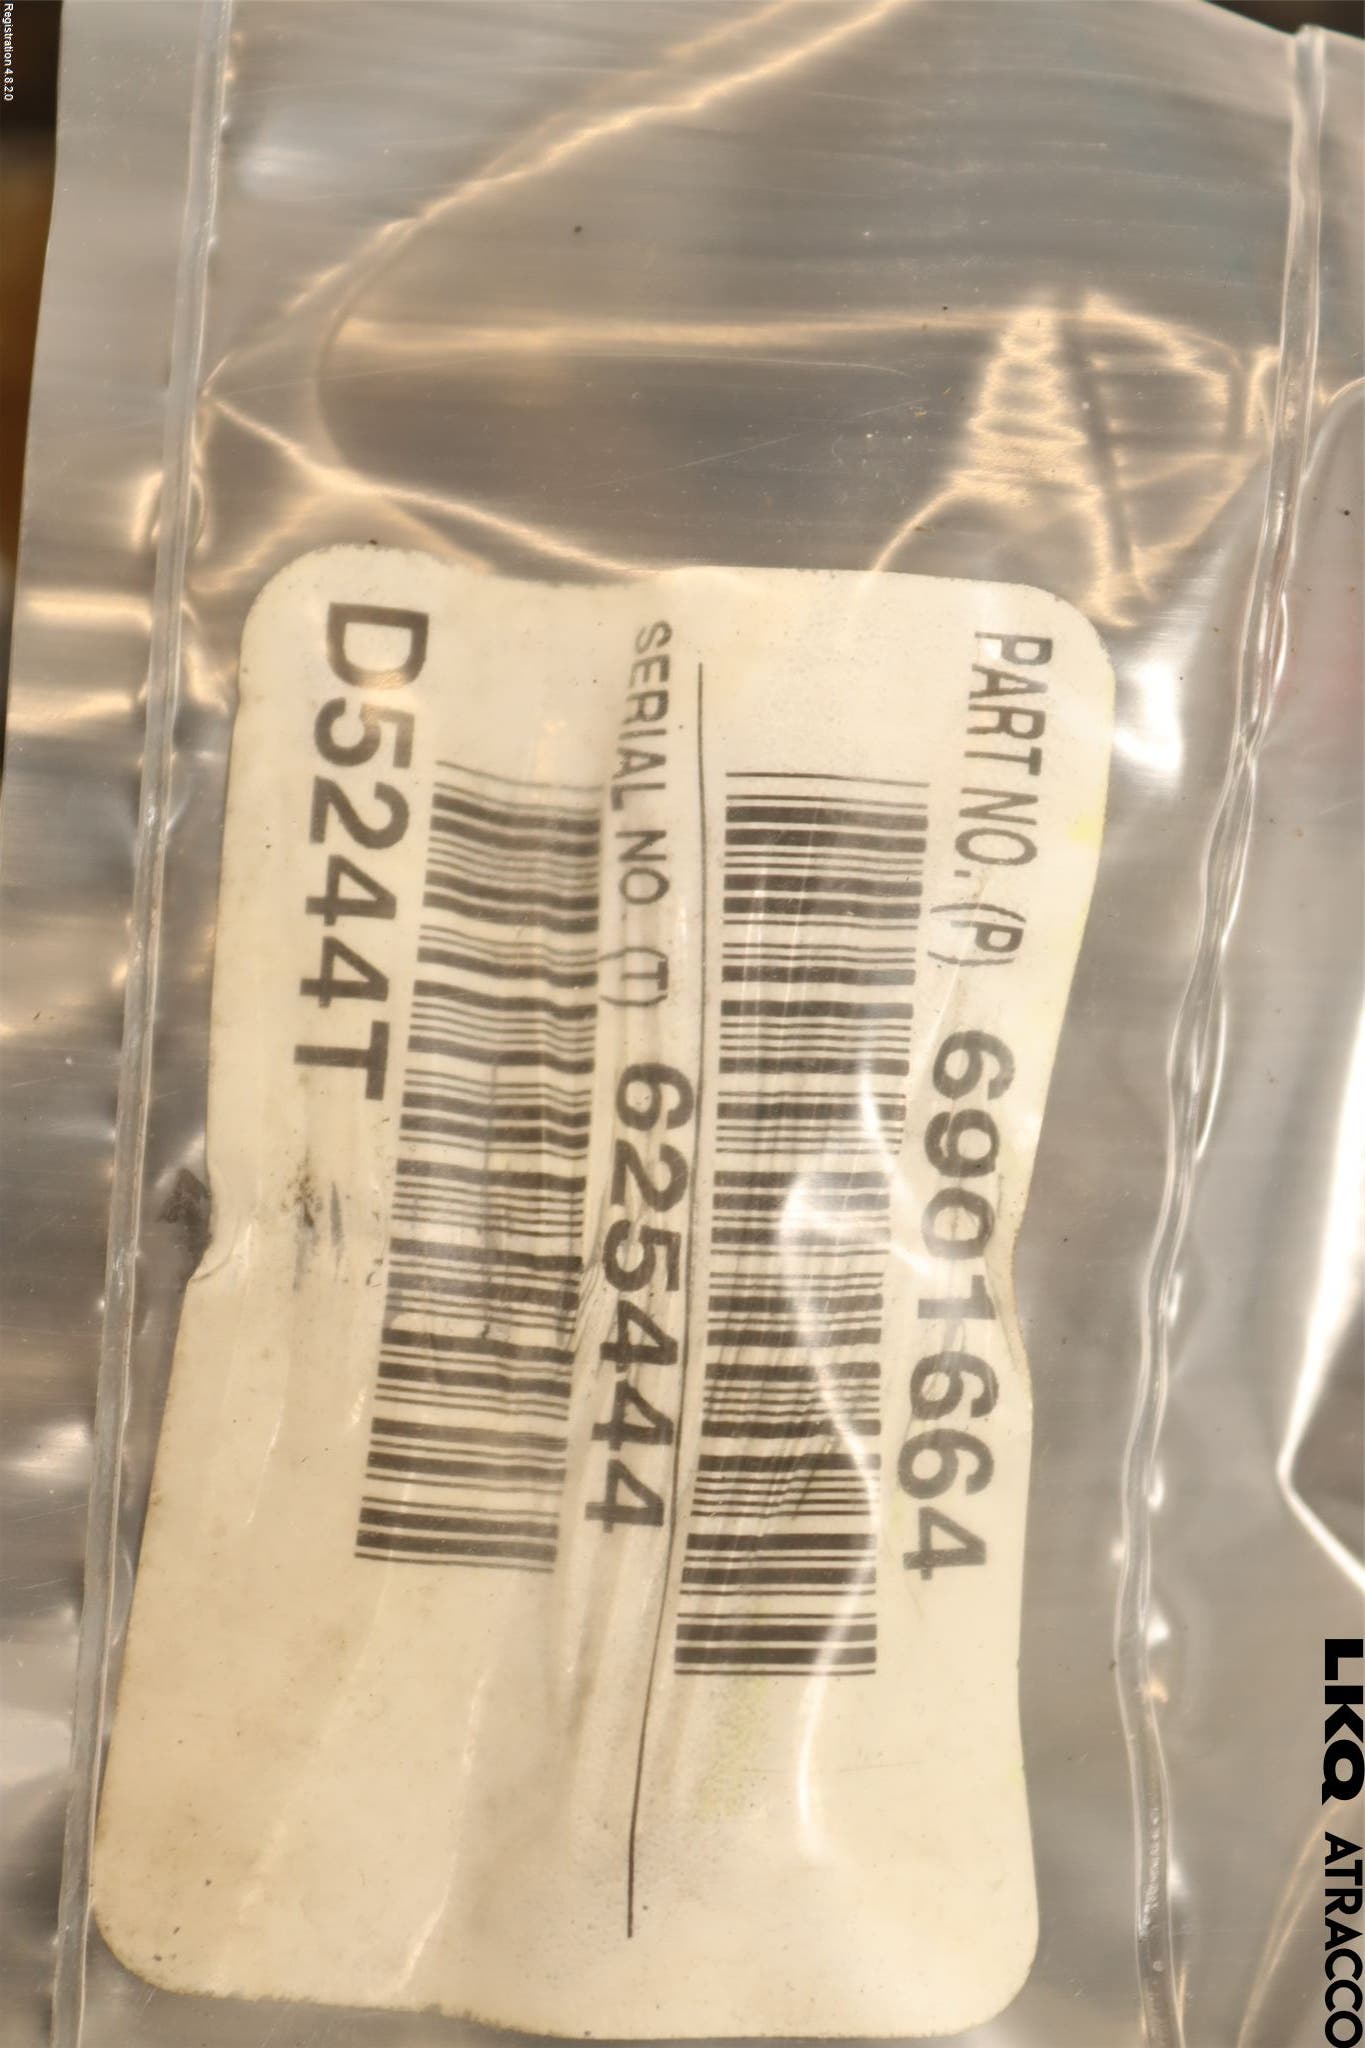 Registration 4.8.2.0
PART NO. (P) 6901664
SERIAL NO (T) 625444
D5244T
LKQ ATRACCO